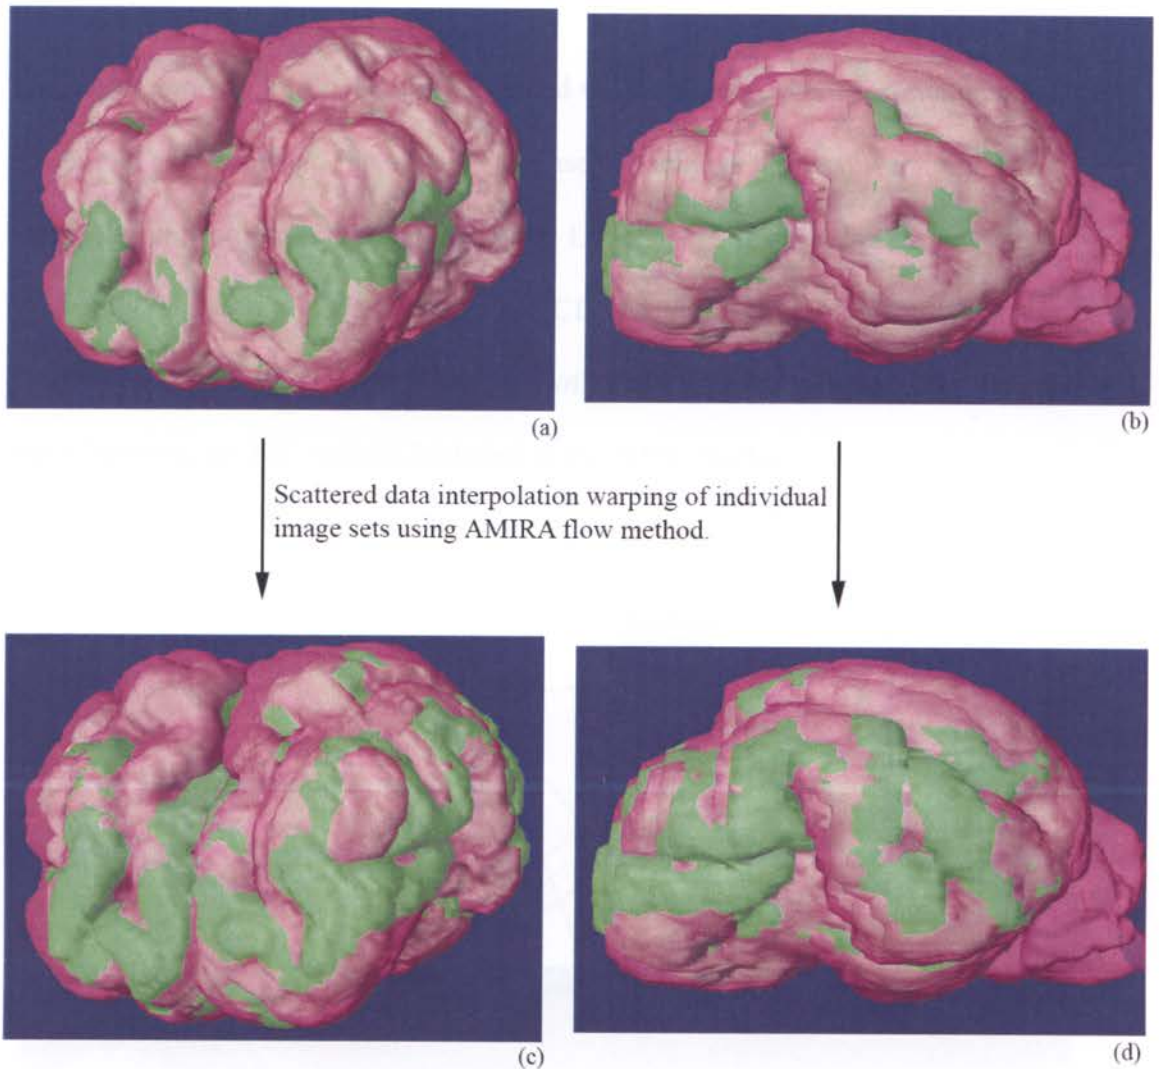 (a)
(b)
Scattered data interpolation warping of individual
image sets using AMIRA flow method.
(c)
(d)